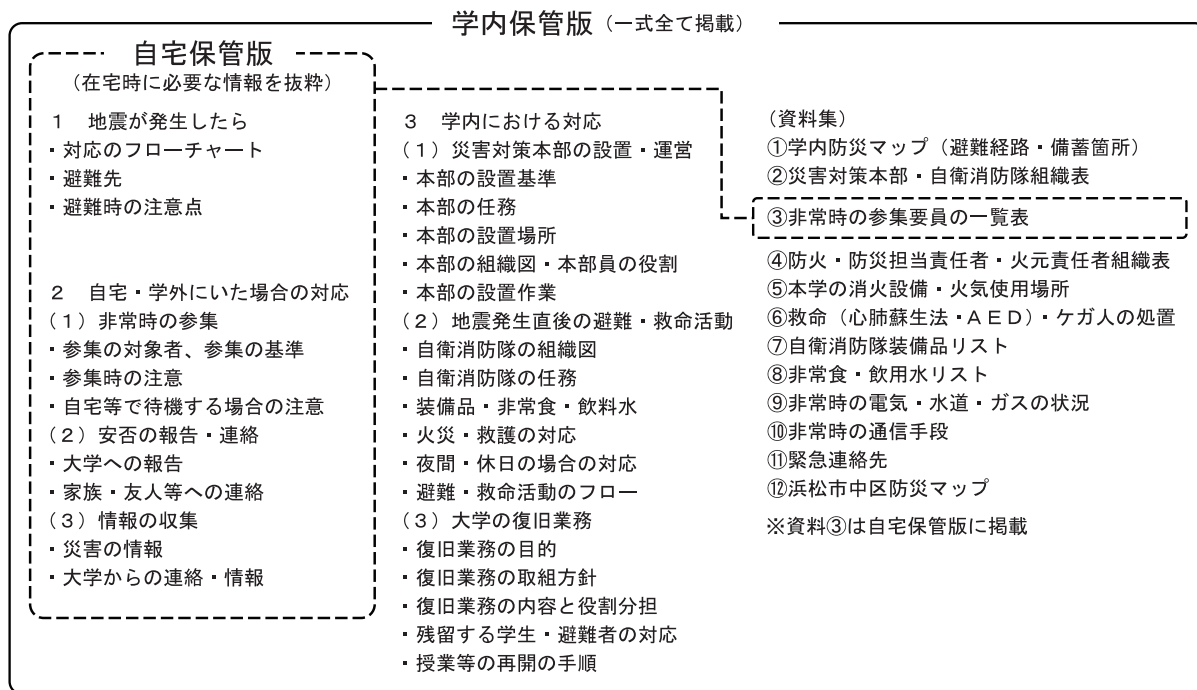 学内保管版（一式全て掲載）
自宅保管版
（在宅時に必要な情報を抜粋）
１　地震が発生したら
・対応のフローチャート
・避難先
・避難時の注意点
２　自宅・学外にいた場合の対応
（１）非常時の参集
・参集の対象者、参集の基準
・参集時の注意
・自宅等で待機する場合の注意
（２）安否の報告・連絡
・大学への報告
・家族・友人等への連絡
（３）情報の収集
・災害の情報
・大学からの連絡・情報
３　学内における対応
（１）災害対策本部の設置・運営
・本部の設置基準
・本部の任務
・本部の設置場所
・本部の組織図・本部員の役割
・本部の設置作業
（２）地震発生直後の避難・救命活動
・自衛消防隊の組織図
・自衛消防隊の任務
・装備品・非常食・飲料水
・火災・救護の対応
・夜間・休日の場合の対応
・避難・救命活動のフロー
（３）大学の復旧業務
・復旧業務の目的
・復旧業務の取組方針
・復旧業務の内容と役割分担
・残留する学生・避難者の対応
・授業等の再開の手順
（資料集）
①学内防災マップ（避難経路・備蓄箇所）
②災害対策本部・自衛消防隊組織表
③非常時の参集要員の一覧表
④防火・防災担当責任者・火元責任者組織表
⑤本学の消火設備・火気使用場所
⑥救命（心肺蘇生法・ＡＥＤ）・ケガ人の処置
⑦自衛消防隊装備品リスト
⑧非常食・飲用水リスト
⑨非常時の電気・水道・ガスの状況
⑩非常時の通信手段
⑪緊急連絡先
⑫浜松市中区防災マップ
※資料③は自宅保管版に掲載